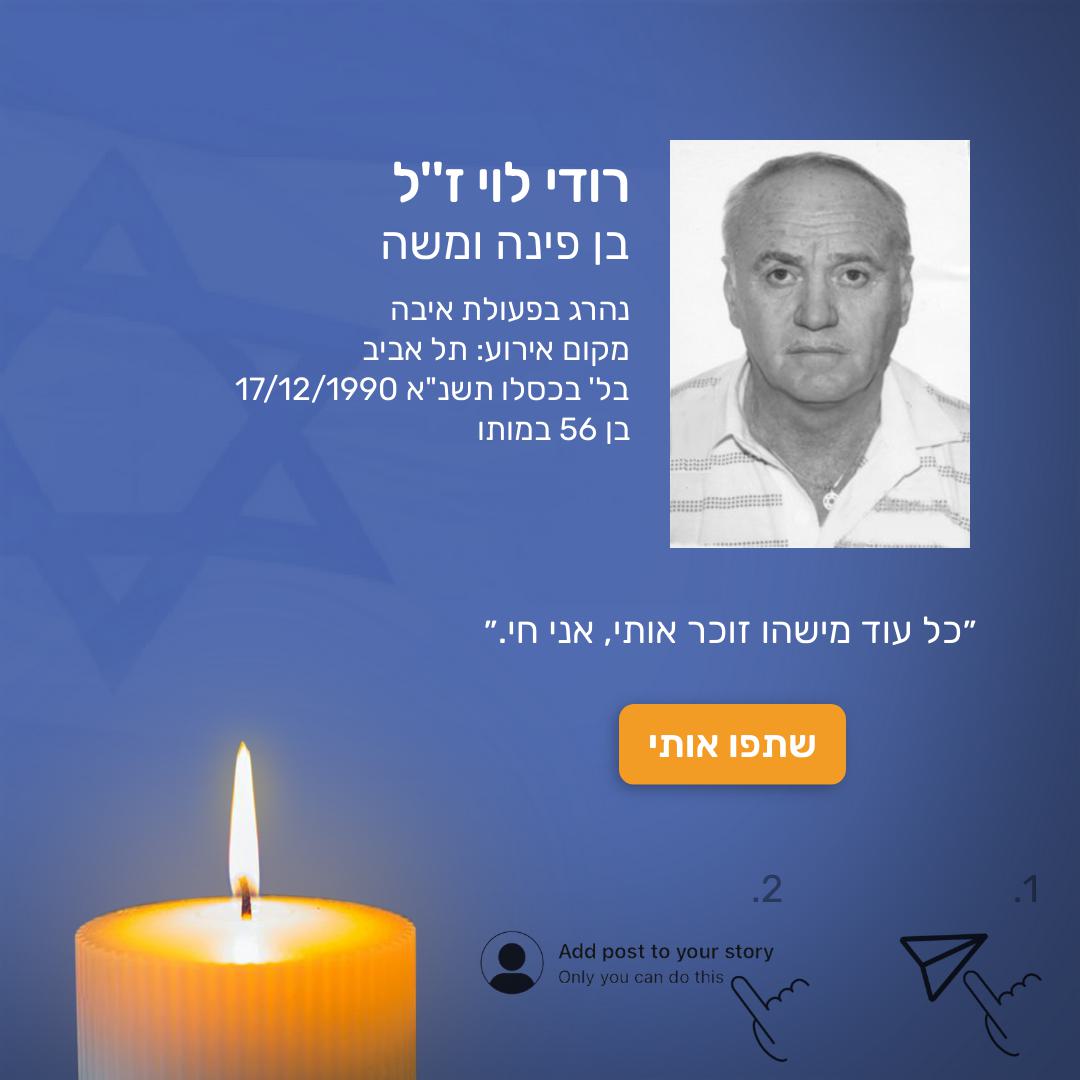 רודי לוי ז"ל
בן פינה ומשה
נהרג בפעולת איבה
מקום אירוע: תל אביב
בל' בכסלו תשנ"א 17/12/1990
בן 56 במותו
״כל עוד מישהו זוכר אותי, אני חי.״
שתפו אותי
1.
2.
Add post to your story
Only you can do this